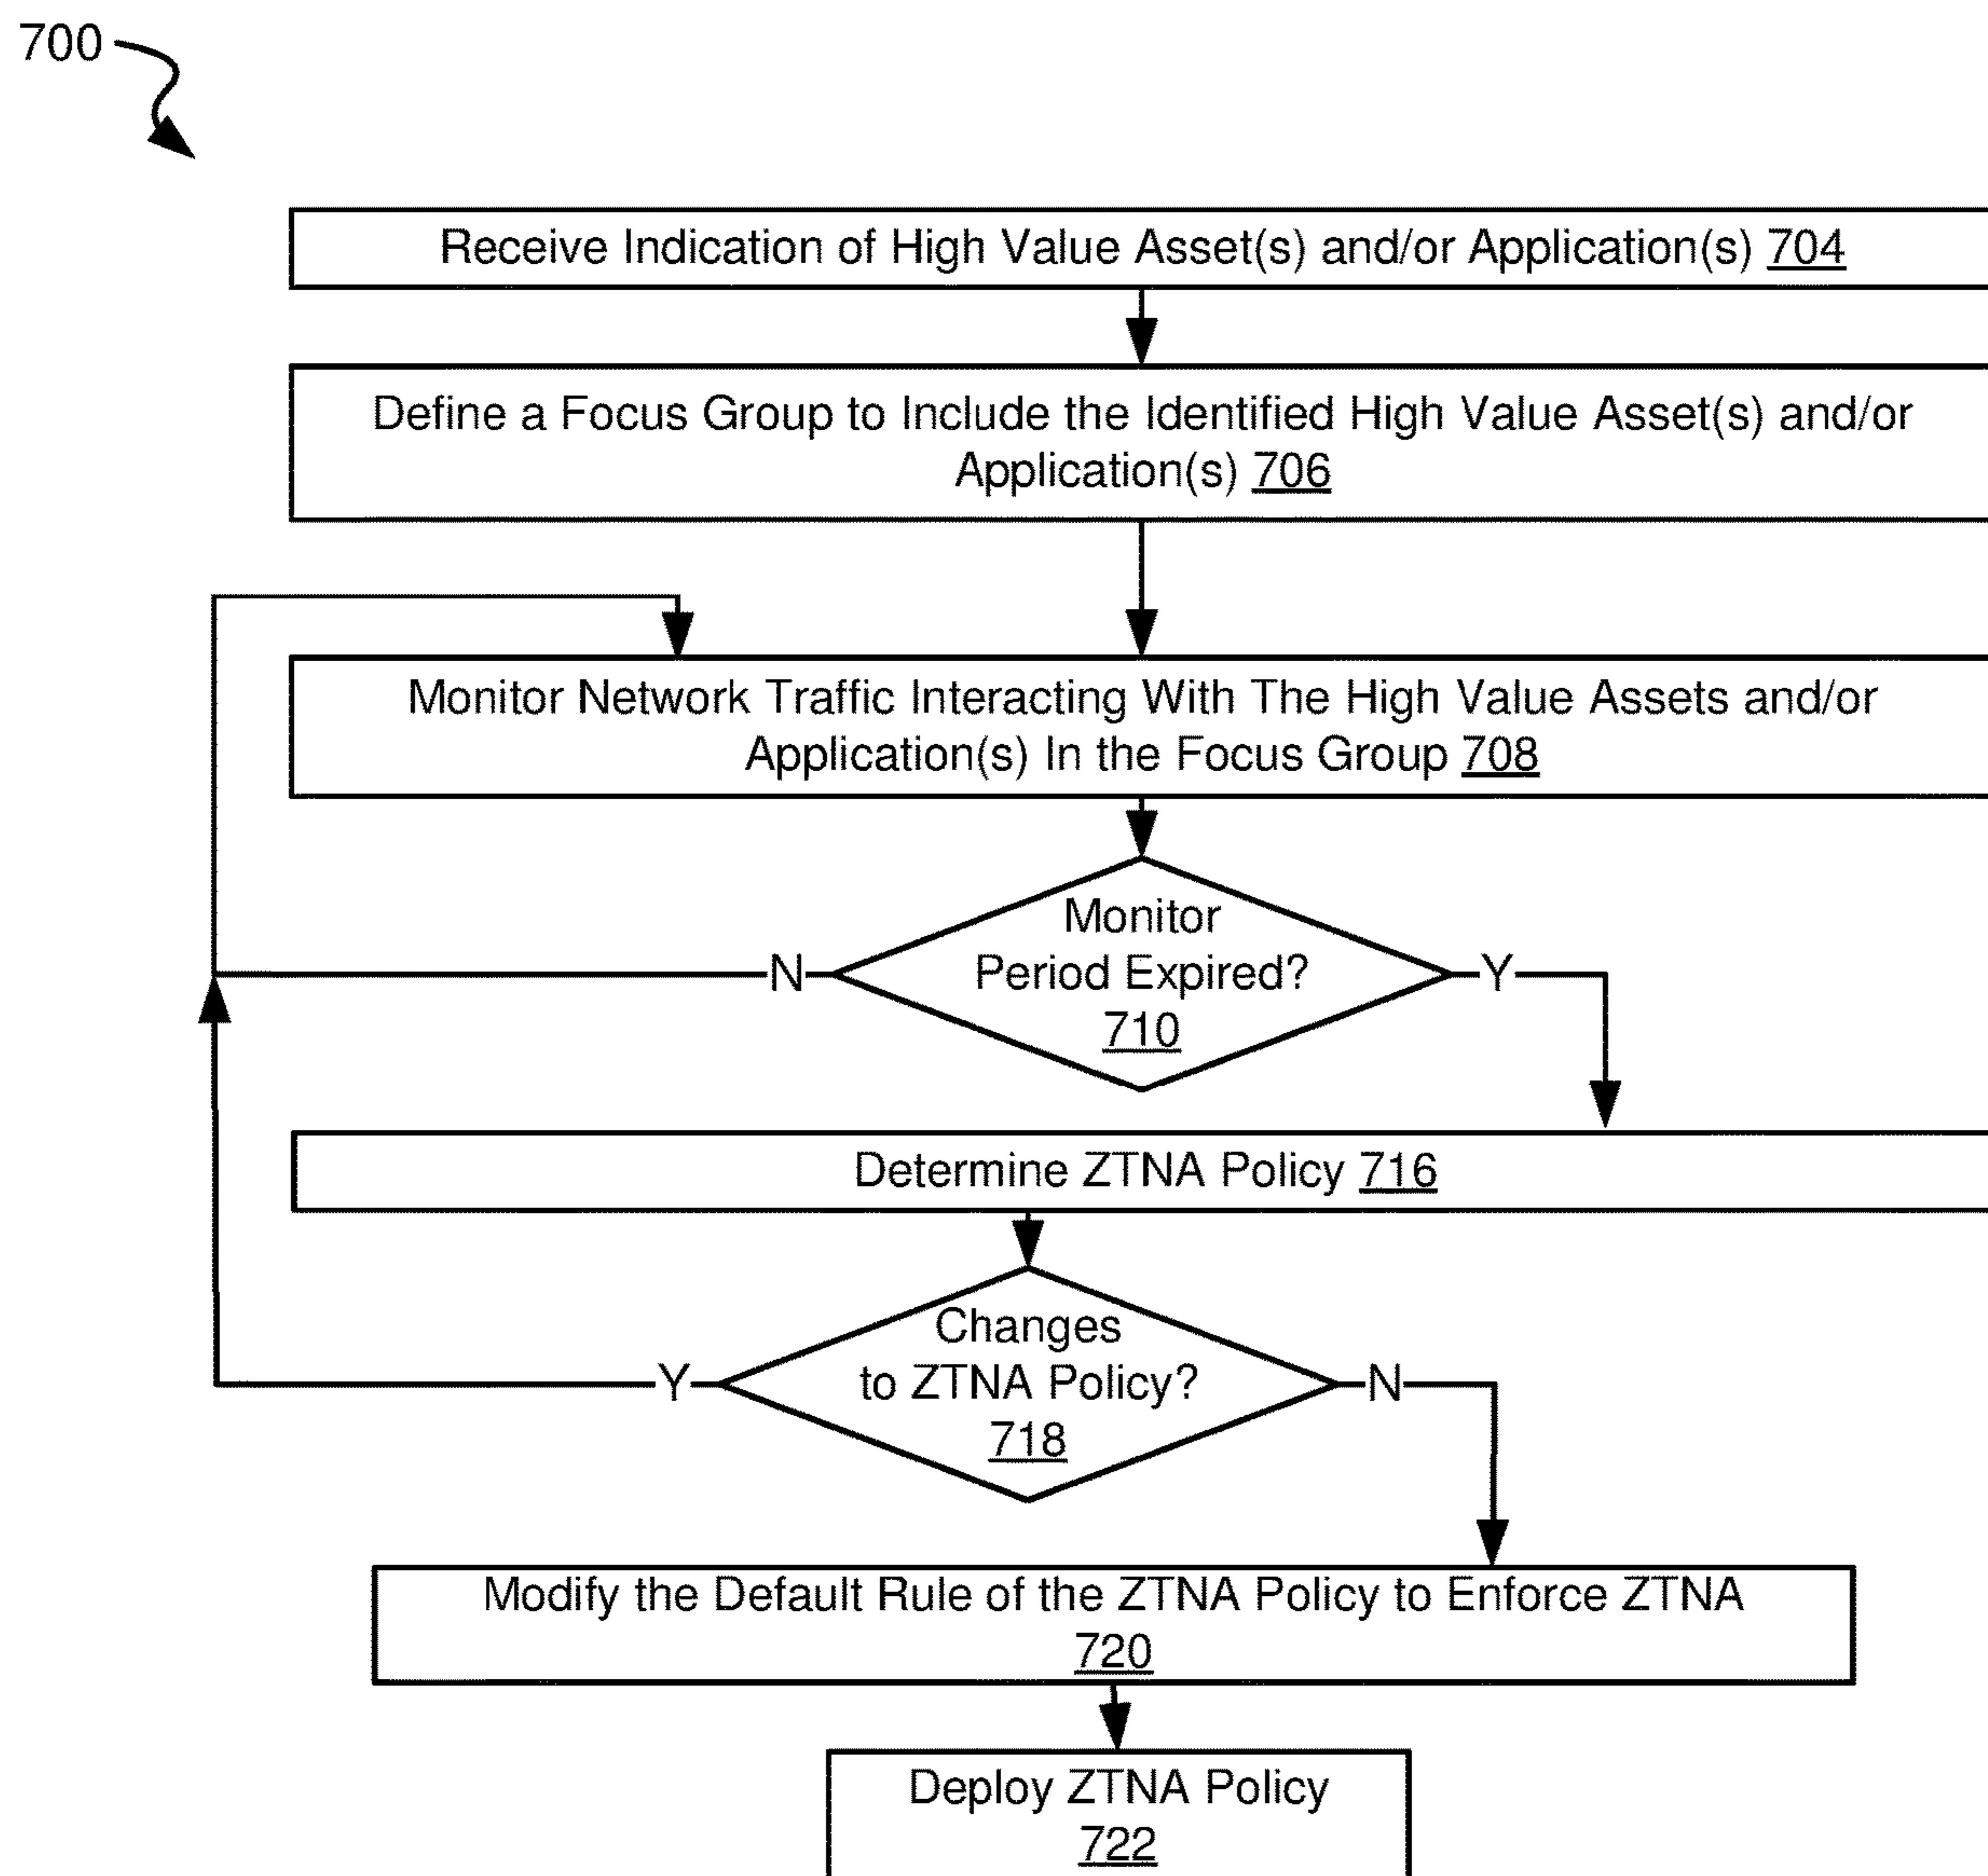 700
Receive Indication of High Value Asset(s) and/or Application(s) 704
Define a Focus Group to Include the Identified High Value Asset(s) and/or
Application(s) 706
Monitor Network Traffic Interacting With The High Value Assets and/or
Application(s) In the Focus Group 708
Monitor
Period Expired?
710
N
Y
Determine ZTNA Policy 716
Changes
to ZTNA Policy?
718
Y
N
Modify the Default Rule of the ZTNA Policy to Enforce ZTNA
720
Deploy ZTNA Policy
722